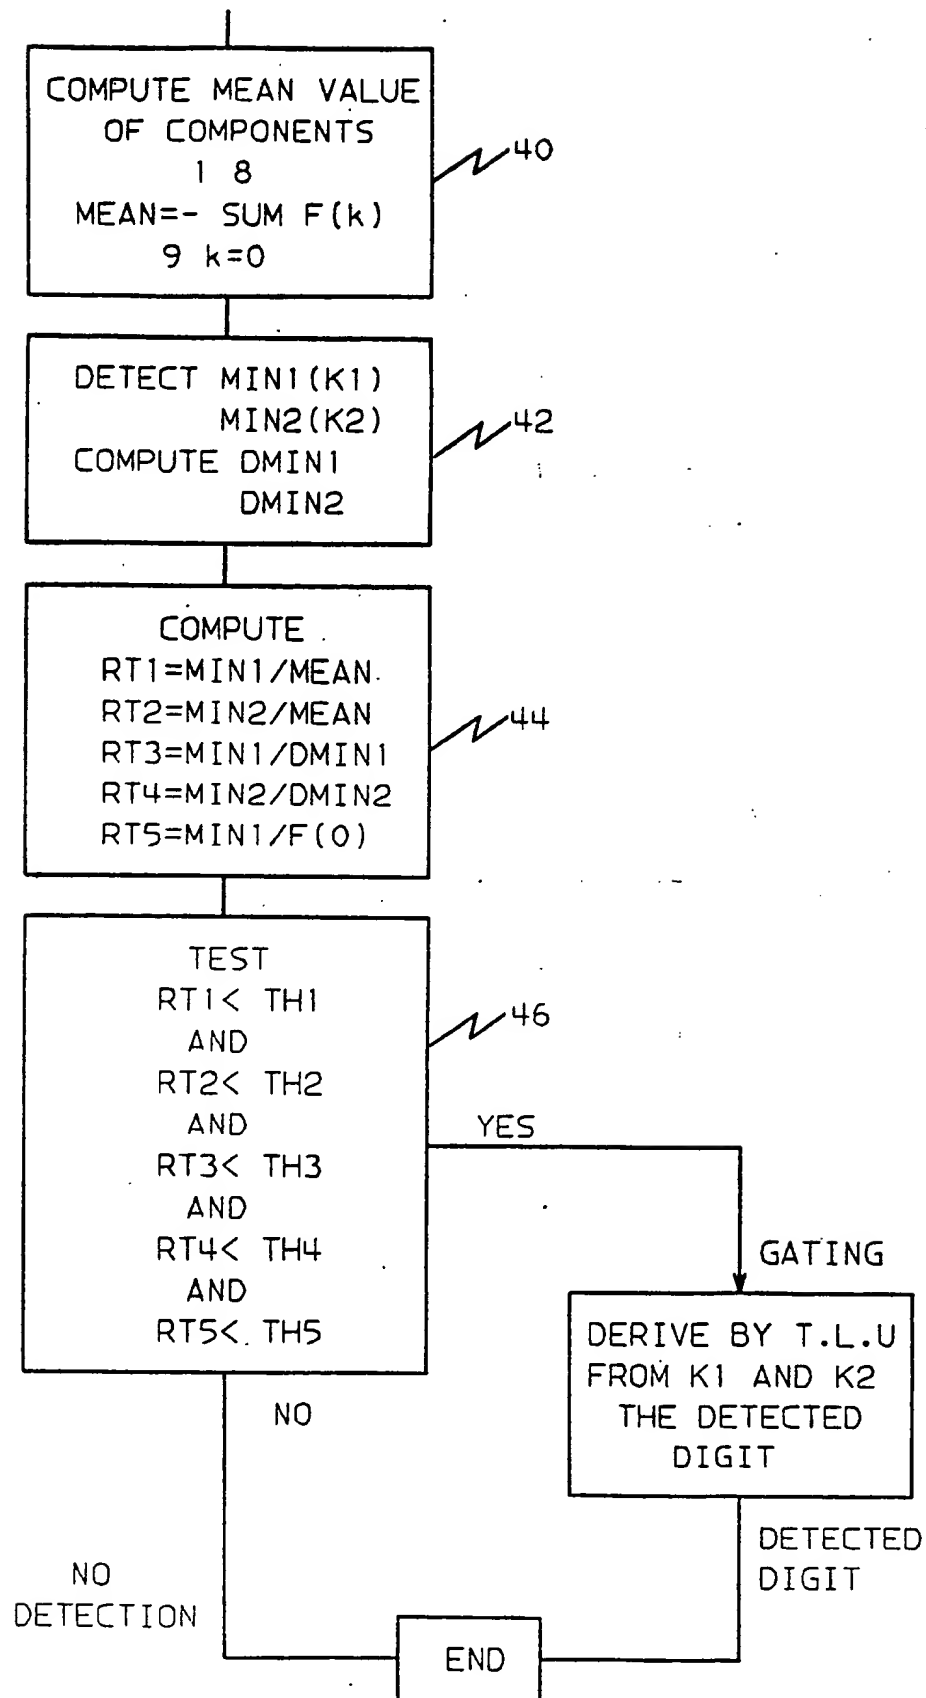 COMPUTE MEAN VALUE
OF COMPONENTS
1 8
MEAN=- SUM F(k)
9 k=0
40
DETECT MIN1(K1)
MIN2(K2)
COMPUTE DMIN1
DMIN2
42
COMPUTE
RT1=MIN1/MEAN
RT2=MIN2/MEAN
RT3=MIN1/DMIN1
RT4=MIN2/DMIN2
RT5=MIN1/F(0)
44
TEST
RT1< TH1
AND
RT2< TH2
AND
RT3< TH3
AND
RT4< TH4
AND
RT5< TH5
46
YES
GATING
DERIVE BY T.L.U
FROM K1 AND K2
THE DETECTED
DIGIT
NO
DETECTED
DIGIT
NO
DETECTION
END